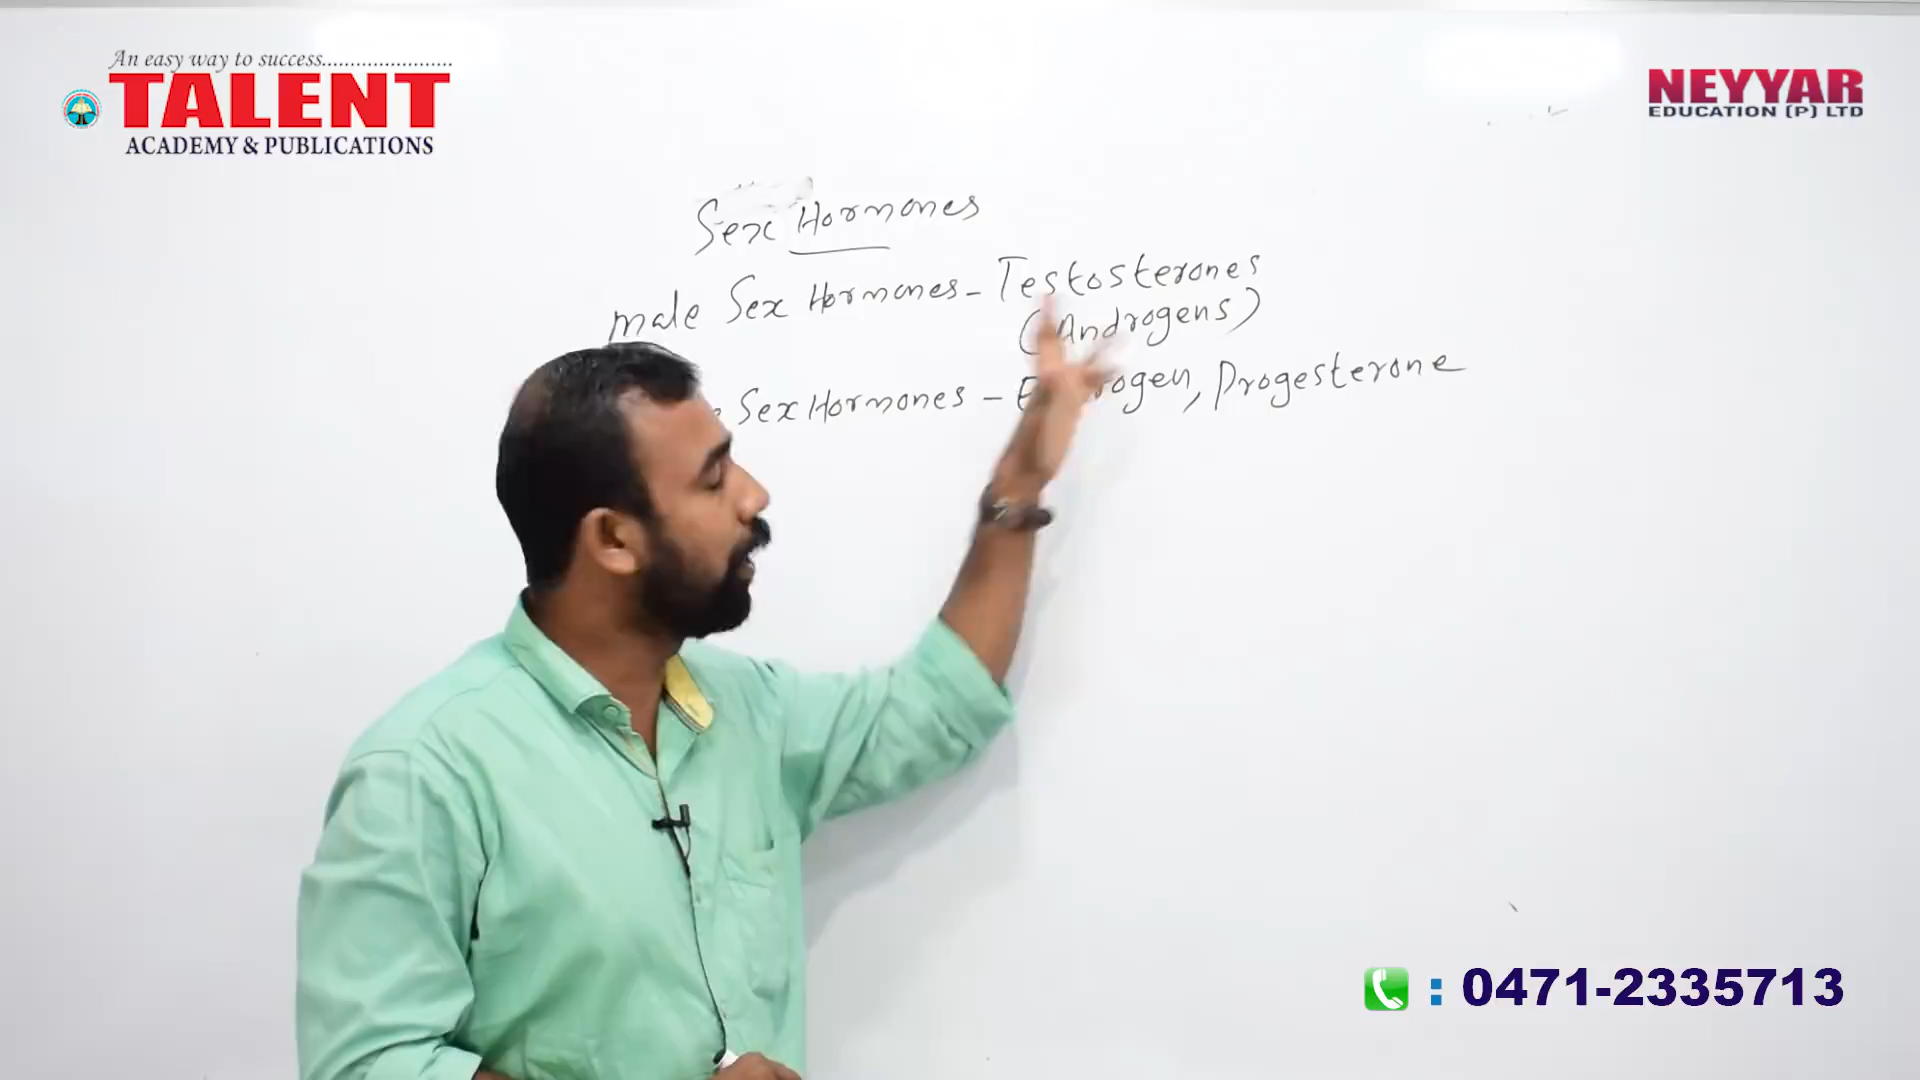 An easy way to success.......................
TALENT
ACADEMY & PUBLICATIONS
NEYYAR
EDUCATION (P) LTD
Sex Hormones
male Sex Hormones - Testosterones
(Androgens)
Sex Hormones - , Progesterone
: 0471-2335713